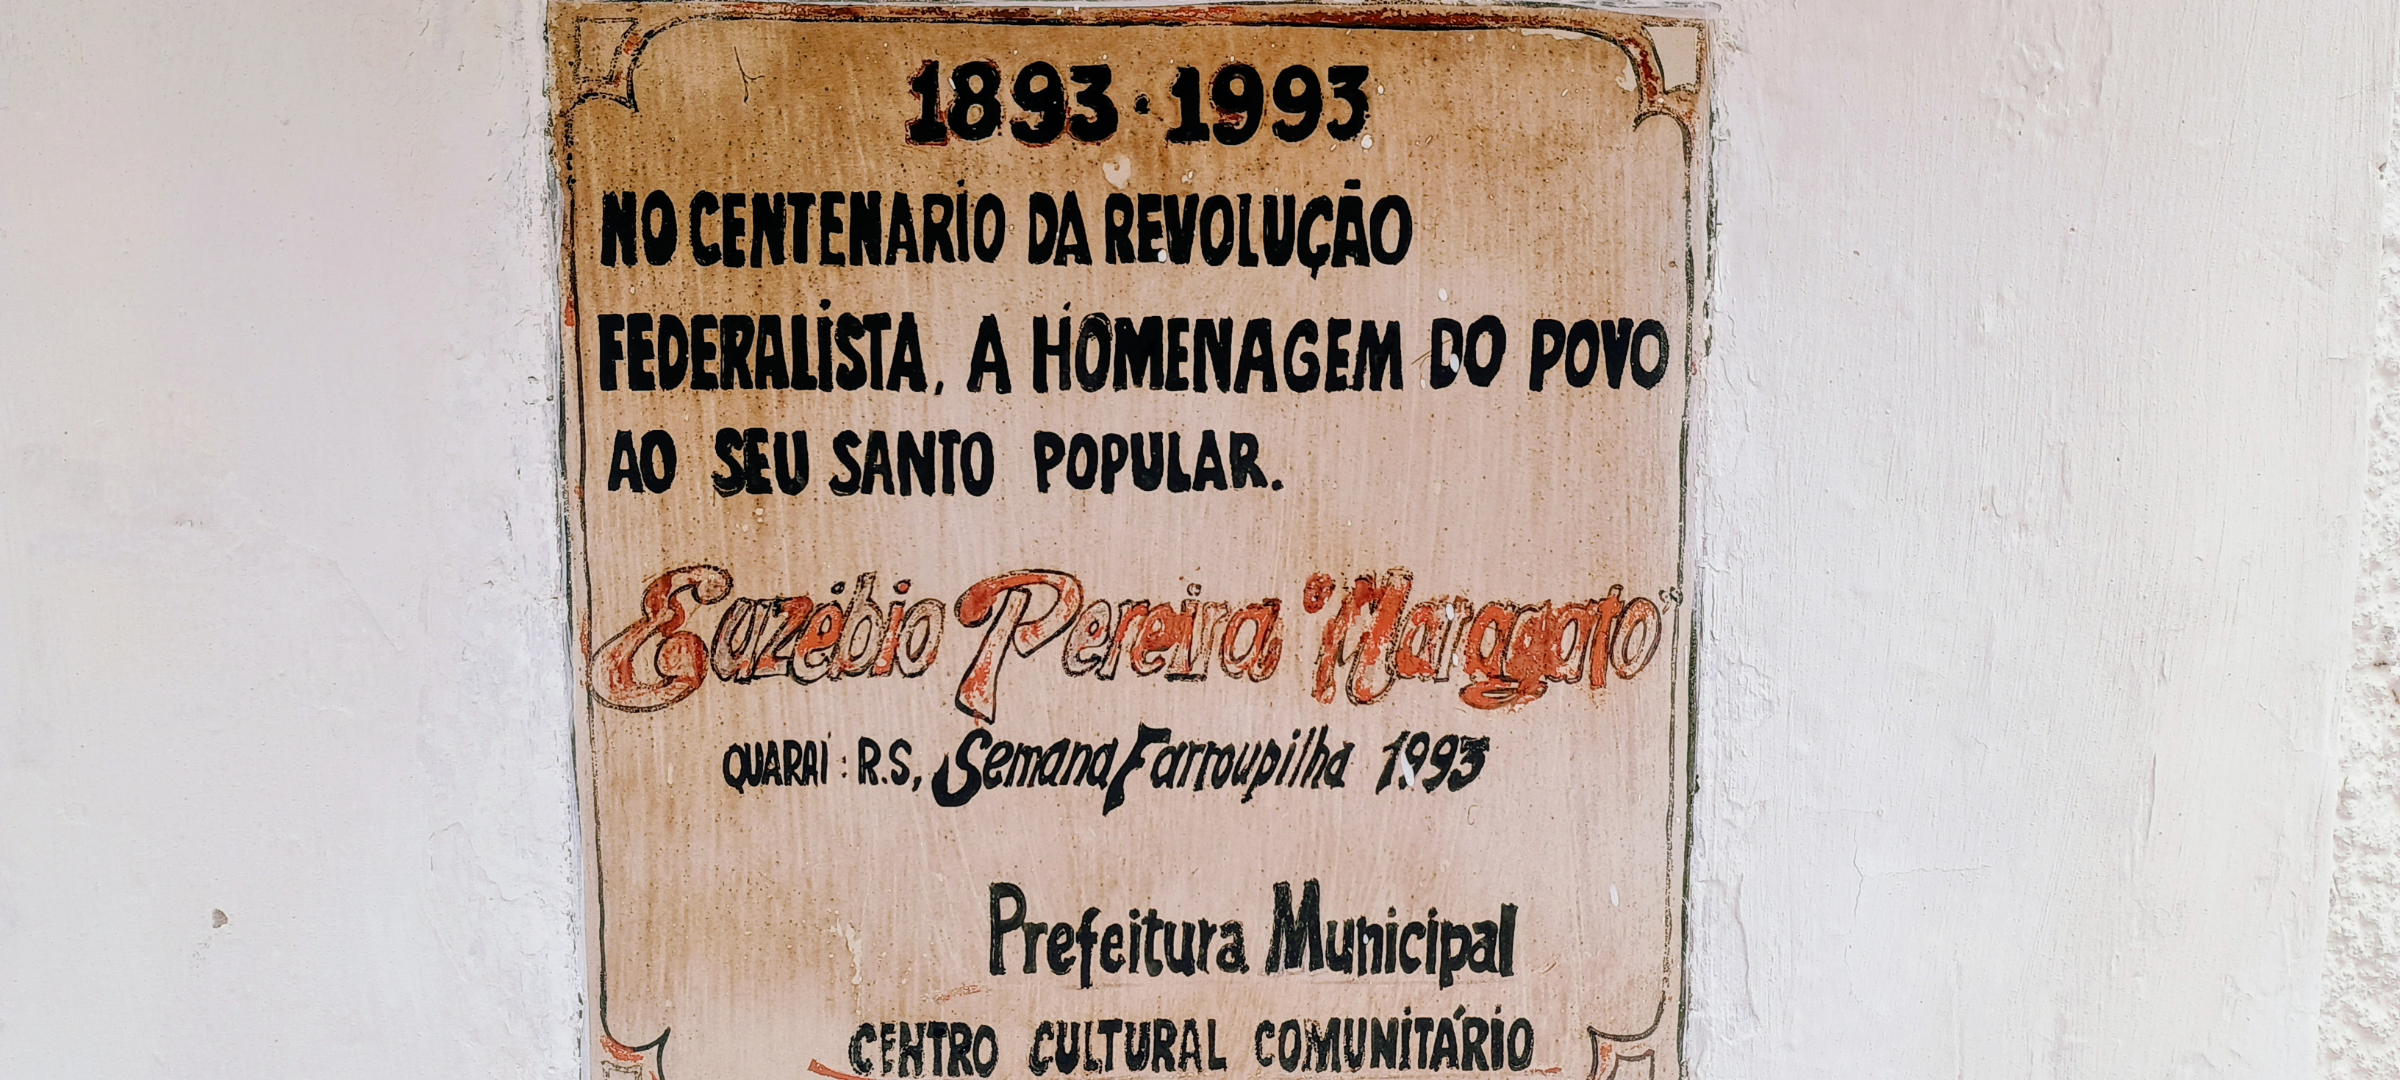 1893 · 1993
NO CENTENARIO DA REVOLUÇÃO
FEDERALISTA, A HOMENAGEM DO POVO
AO SEU SANTO POPULAR.
Euzébio Pereira "Maragato"
QUARAÍ : R.S, Semana Farroupilha 1993
Prefeitura Municipal
CENTRO CULTURAL COMUNITÁRIO